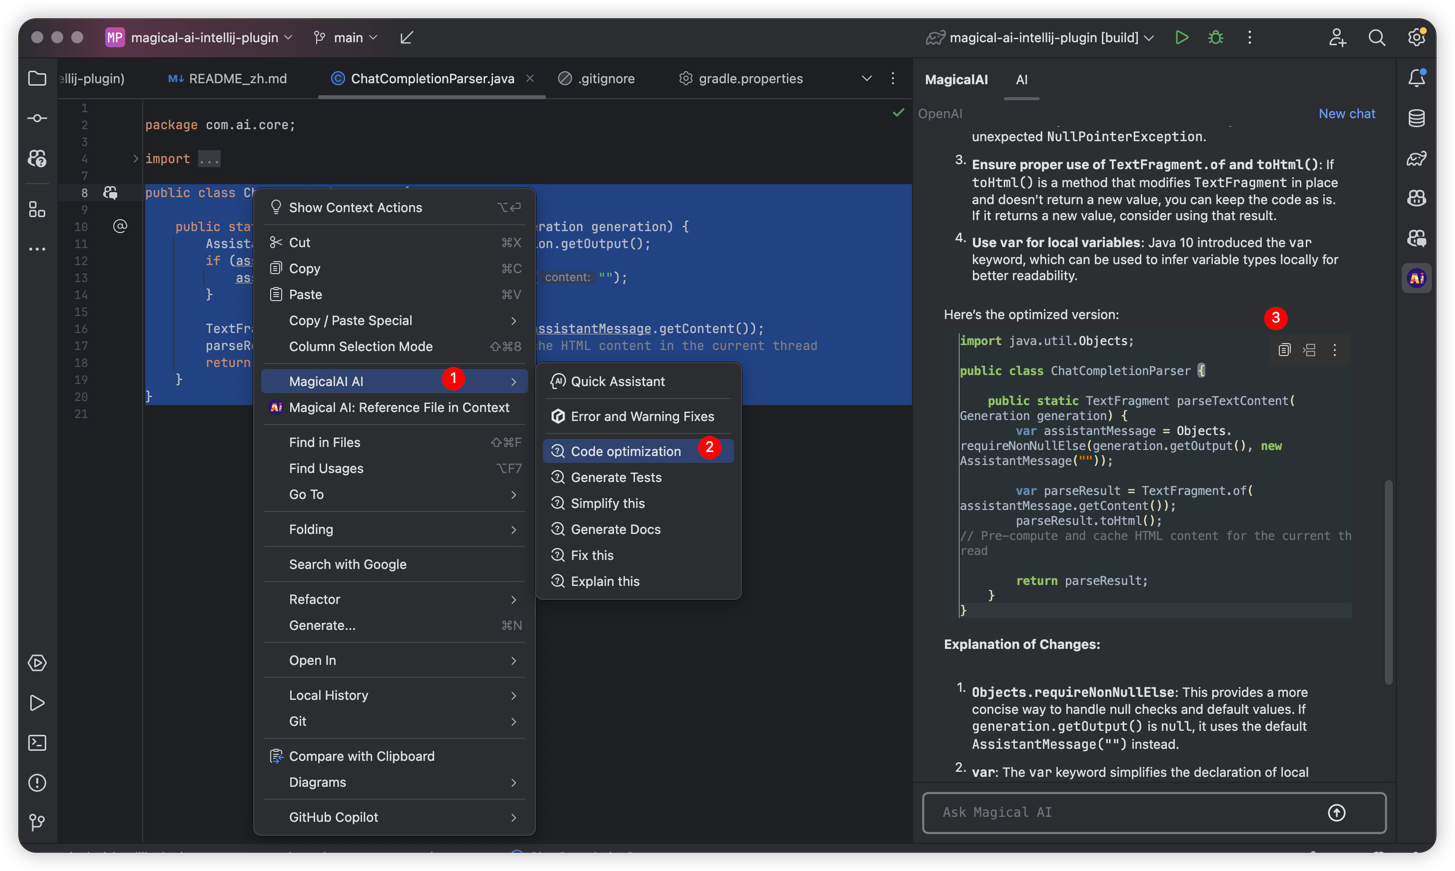 MP magical-ai-intellij-plugin
main
magical-ai-intellij-plugin [build]
ellij-plugin)
README_zh.md
ChatCompletionParser.java
.gitignore
gradle.properties
1
2 package com.ai.core;
3
4 import ...
7
8 public class Ch
9
10 public sta ration generation) {
11 Assist on.getOutput();
12 if (as
13 as content: "");
14 }
15
16 TextFra assistantMessage.getContent());
17 parseRe he HTML content in the current thread
18 return
19 }
20 }
21
Show Context Actions ⌥⏎
Cut ⌘X
Copy ⌘C
Paste ⌘V
Copy / Paste Special
Column Selection Mode ⇧⌘8
MagicalAI AI 1
Magical AI: Reference File in Context
Find in Files ⇧⌘F
Find Usages ⌥F7
Go To
Folding
Search with Google
Refactor
Generate... ⌘N
Open In
Local History
Git
Compare with Clipboard
Diagrams
GitHub Copilot
Quick Assistant
Error and Warning Fixes
Code optimization 2
Generate Tests
Simplify this
Generate Docs
Fix this
Explain this
MagicalAI AI
OpenAI New chat
unexpected NullPointerException.
3. Ensure proper use of TextFragment.of and toHtml(): If
toHtml() is a method that modifies TextFragment in place
and doesn't return a new value, you can keep the code as is.
If it returns a new value, consider using that result.
4. Use var for local variables: Java 10 introduced the var
keyword, which can be used to infer variable types locally for
better readability.
Here's the optimized version:
3
import java.util.Objects;
public class ChatCompletionParser {
public static TextFragment parseTextContent(
Generation generation) {
var assistantMessage = Objects.
requireNonNullElse(generation.getOutput(), new
AssistantMessage(""));
var parseResult = TextFragment.of(
assistantMessage.getContent());
parseResult.toHtml();
// Pre-compute and cache HTML content for the current th
read
return parseResult;
}
}
Explanation of Changes:
1. Objects.requireNonNullElse: This provides a more
concise way to handle null checks and default values. If
generation.getOutput() is null, it uses the default
AssistantMessage("") instead.
2. var: The var keyword simplifies the declaration of local
Ask Magical AI